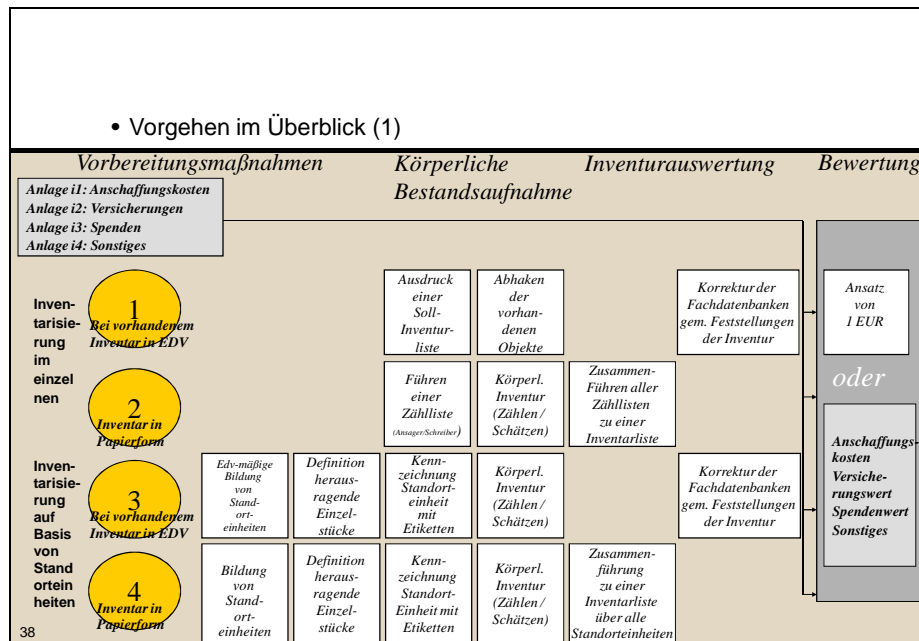 • Vorgehen im Überblick (1)
Vorbereitungsmaßnahmen
Körperliche
Bestandsaufnahme
Inventurauswertung
Bewertung
Anlage i1: Anschaffungskosten
Anlage i2: Versicherungen
Anlage i3: Spenden
Anlage i4: Sonstiges
Inven-
tarisie-
rung
im
einzel
nen
1
Bei vorhandenem
Inventar in EDV
Ausdruck
einer
Soll-
Inventur-
liste
Abhaken
der
vorhan-
denen
Objekte
Korrektur der
Fachdatenbanken
gem. Feststellungen
der Inventur
Ansatz
von
1 EUR
2
Inventar in
Papierform
Führen
einer
Zählliste
(Ansager/Schreiber)
Körperl.
Inventur
(Zählen /
Schätzen)
Zusammen-
Führen aller
Zähllisten
zu einer
Inventarliste
oder
Anschaffungs-
kosten
Versiche-
rungswert
Spendenwert
Sonstiges
Inven-
tarisie-
rung
auf
Basis
von
Stand
ortein
heiten
3
Bei vorhandenem
Inventar in EDV
Edv-mäßige
Bildung
von
Stand-
ort-
einheiten
Definition
heraus-
ragende
Einzel-
stücke
Kenn-
zeichnung
Standort-
einheit
mit
Etiketten
Körperl.
Inventur
(Zählen /
Schätzen)
Korrektur der
Fachdatenbanken
gem. Feststellungen
der Inventur
4
Inventar in
Papierform
Bildung
von
Stand-
ort-
einheiten
Definition
heraus-
ragende
Einzel-
stücke
Kenn-
zeichnung
Standort-
Einheit mit
Etiketten
Körperl.
Inventur
(Zählen /
Schätzen)
Zusammen-
führung
zu einer
Inventarliste
über alle
Standorteinheiten
38